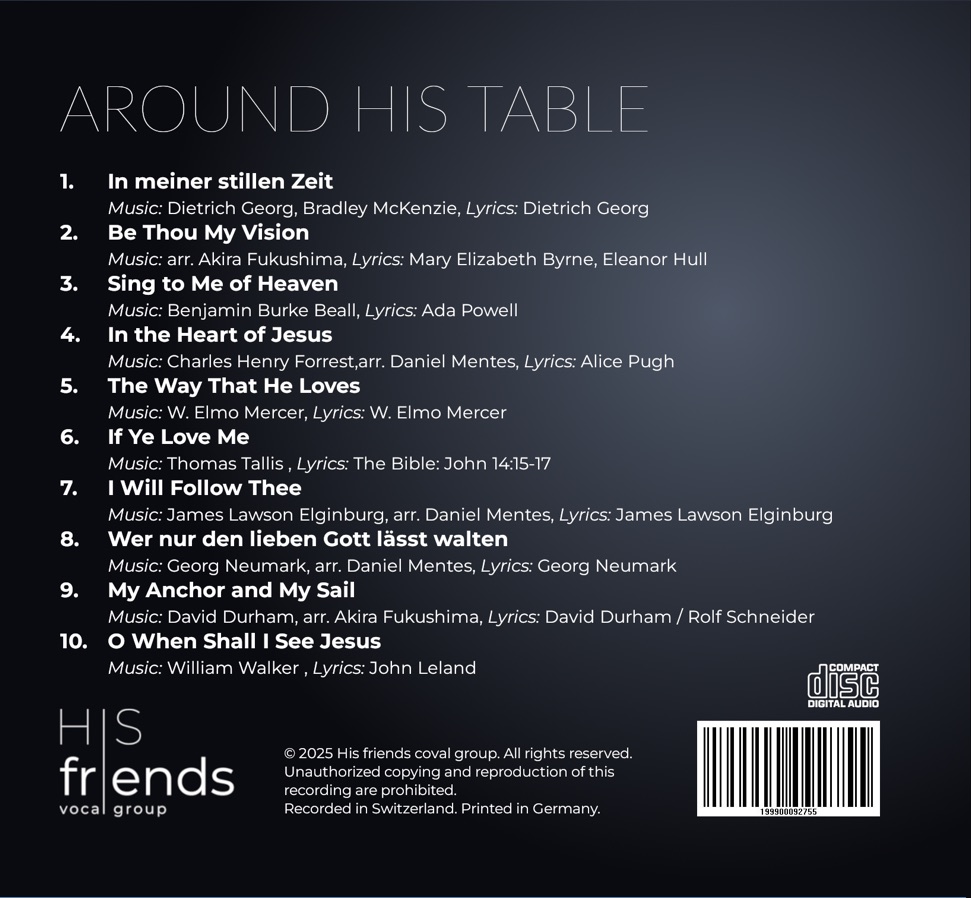 AROUND HIS TABLE
1. In meiner stillen Zeit
Music: Dietrich Georg, Bradley McKenzie, Lyrics: Dietrich Georg
2. Be Thou My Vision
Music: arr. Akira Fukushima, Lyrics: Mary Elizabeth Byrne, Eleanor Hull
3. Sing to Me of Heaven
Music: Benjamin Burke Beall, Lyrics: Ada Powell
4. In the Heart of Jesus
Music: Charles Henry Forrest,arr. Daniel Mentes, Lyrics: Alice Pugh
5. The Way That He Loves
Music: W. Elmo Mercer, Lyrics: W. Elmo Mercer
6. If Ye Love Me
Music: Thomas Tallis , Lyrics: The Bible: John 14:15-17
7. I Will Follow Thee
Music: James Lawson Elginburg, arr. Daniel Mentes, Lyrics: James Lawson Elginburg
8. Wer nur den lieben Gott lässt walten
Music: Georg Neumark, arr. Daniel Mentes, Lyrics: Georg Neumark
9. My Anchor and My Sail
Music: David Durham, arr. Akira Fukushima, Lyrics: David Durham / Rolf Schneider
10. O When Shall I See Jesus
Music: William Walker , Lyrics: John Leland
COMPACT
disc
DIGITAL AUDIO
HIS
friends
vocal group
© 2025 His friends coval group. All rights reserved.
Unauthorized copying and reproduction of this
recording are prohibited.
Recorded in Switzerland. Printed in Germany.
199900092755